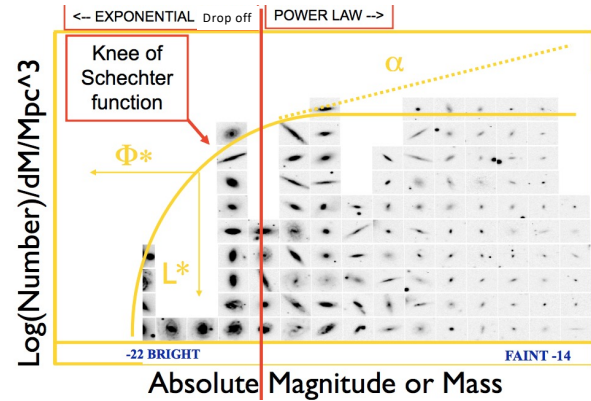 <-- EXPONENTIAL Drop off
POWER LAW -->
Knee of
Schechter
function
α
Φ*
L*
Log(Number)/dM/Mpc^3
-22 BRIGHT
FAINT -14
Absolute Magnitude or Mass